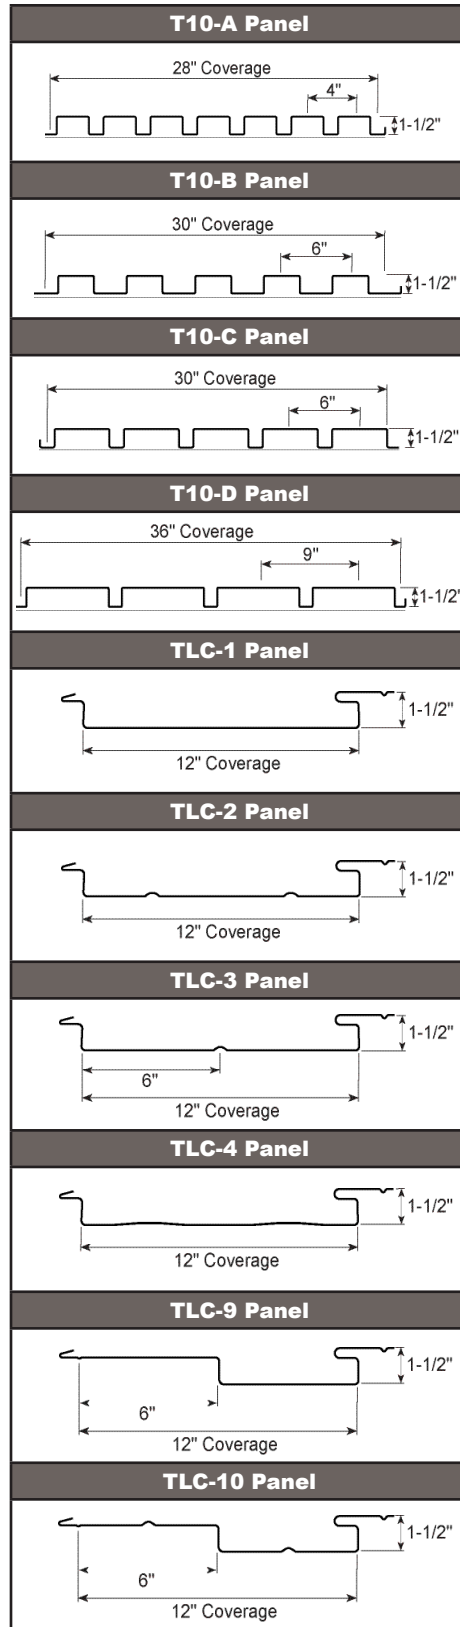 T10-A Panel
28" Coverage
4"
1-1/2"
T10-B Panel
30" Coverage
6"
1-1/2"
T10-C Panel
30" Coverage
6"
1-1/2"
T10-D Panel
36" Coverage
9"
1-1/2"
TLC-1 Panel
1-1/2"
12" Coverage
TLC-2 Panel
1-1/2"
12" Coverage
TLC-3 Panel
1-1/2"
6"
12" Coverage
TLC-4 Panel
1-1/2"
12" Coverage
TLC-9 Panel
1-1/2"
6"
12" Coverage
TLC-10 Panel
1-1/2"
6"
12" Coverage